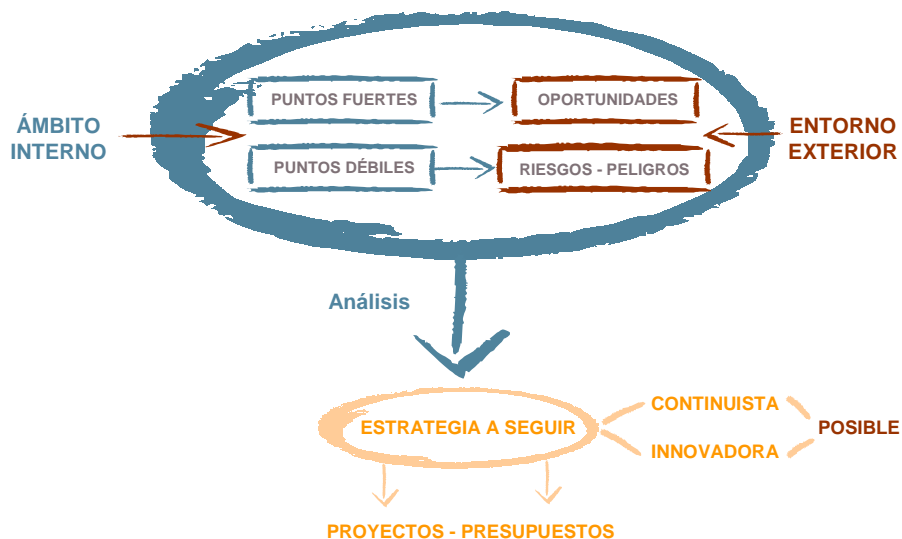 PUNTOS FUERTES
OPORTUNIDADES
ÁMBITO
INTERNO
ENTORNO
EXTERIOR
PUNTOS DÉBILES
RIESGOS - PELIGROS
Análisis
ESTRATEGIA A SEGUIR
CONTINUISTA
INNOVADORA
POSIBLE
PROYECTOS - PRESUPUESTOS